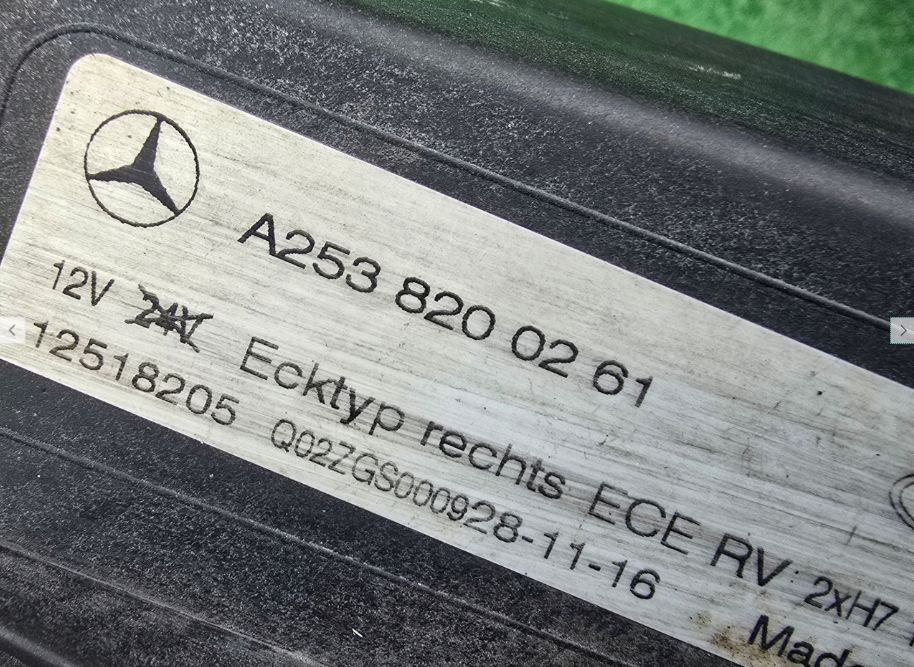 A253 820 02 61
12V 24V Ecktyp rechts ECE RV 2xH7
12518205 Q02ZGS000928-11-16
Mad